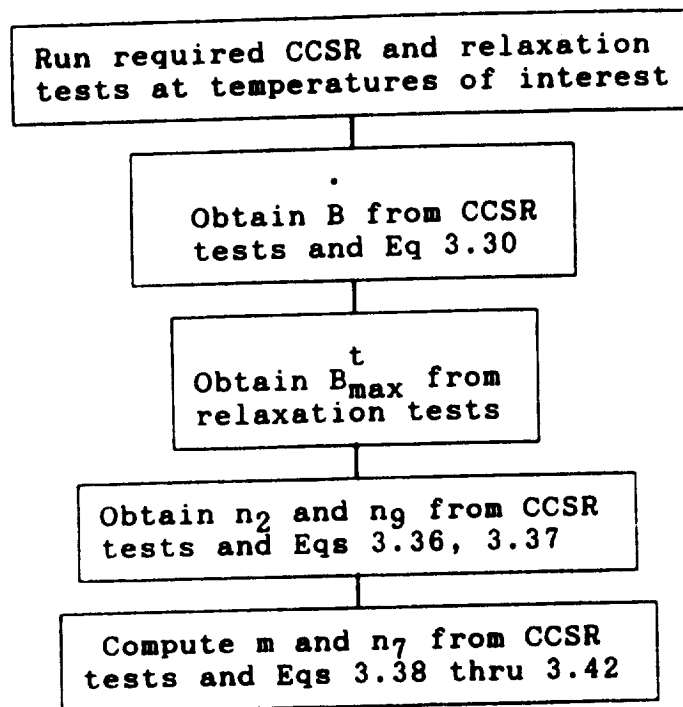 Run required CCSR and relaxation
tests at temperatures of interest
Obtain Ḃ from CCSR
tests and Eq 3.30
Obtain B^t_max from
relaxation tests
Obtain n₂ and n₉ from CCSR
tests and Eqs 3.36, 3.37
Compute m and n₇ from CCSR
tests and Eqs 3.38 thru 3.42